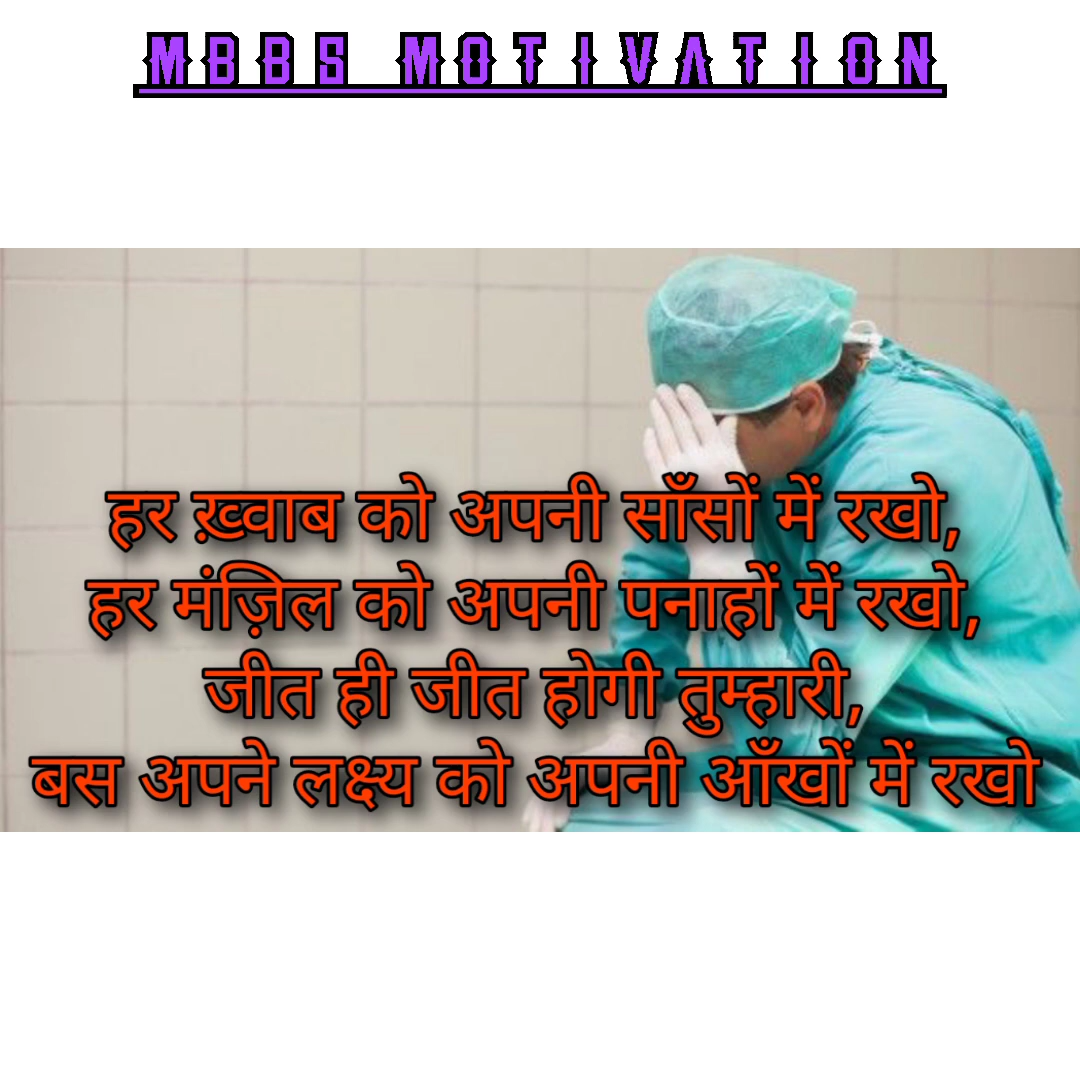 MBBS MOTIVATION
हर ख़्वाब को अपनी साँसों में रखो,
हर मंज़िल को अपनी पनाहों में रखो,
जीत ही जीत होगी तुम्हारी,
बस अपने लक्ष्य को अपनी आँखों में रखो